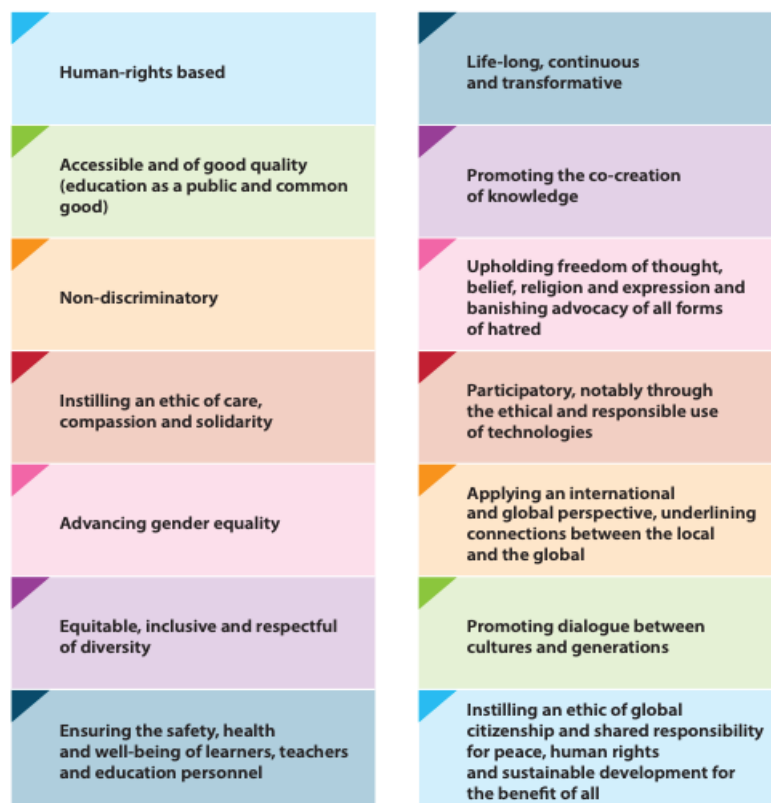 Human-rights based
Accessible and of good quality
(education as a public and common
good)
Non-discriminatory
Instilling an ethic of care,
compassion and solidarity
Advancing gender equality
Equitable, inclusive and respectful
of diversity
Ensuring the safety, health
and well-being of learners, teachers
and education personnel
Life-long, continuous
and transformative
Promoting the co-creation
of knowledge
Upholding freedom of thought,
belief, religion and expression and
banishing advocacy of all forms
of hatred
Participatory, notably through
the ethical and responsible use
of technologies
Applying an international
and global perspective, underlining
connections between the local
and the global
Promoting dialogue between
cultures and generations
Instilling an ethic of global
citizenship and shared responsibility
for peace, human rights
and sustainable development for
the benefit of all